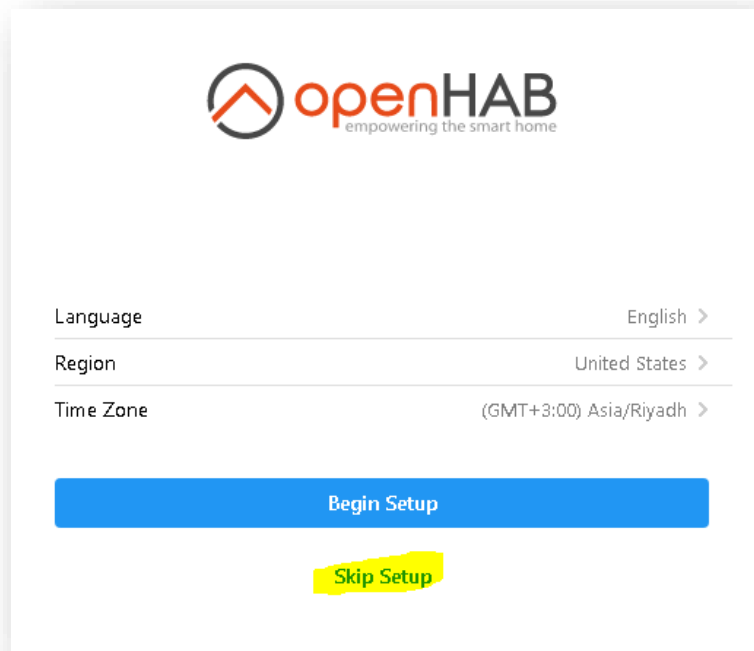 openHAB
empowering the smart home
Language English
Region United States
Time Zone (GMT+3:00) Asia/Riyadh
Begin Setup
Skip Setup